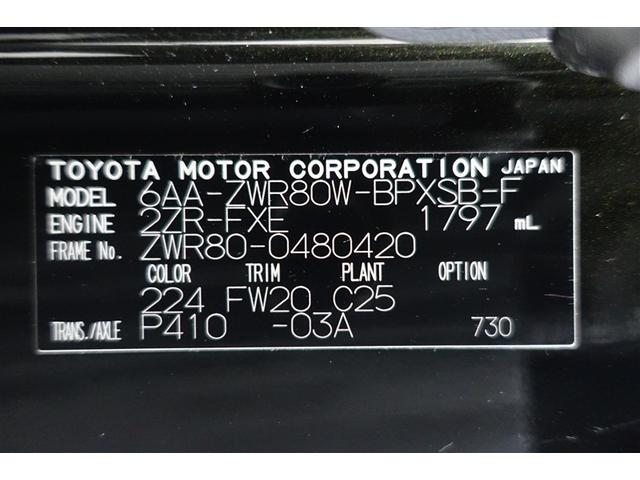 TOYOTA MOTOR CORPORATION JAPAN
MODEL 6AA-ZWR80W-BPXSB-F
ENGINE 2ZR-FXE 1797 mL
FRAME No. ZWR80-0480420
COLOR TRIM PLANT OPTION
224 FW20 C25
TRANS./AXLE P410 -03A 730